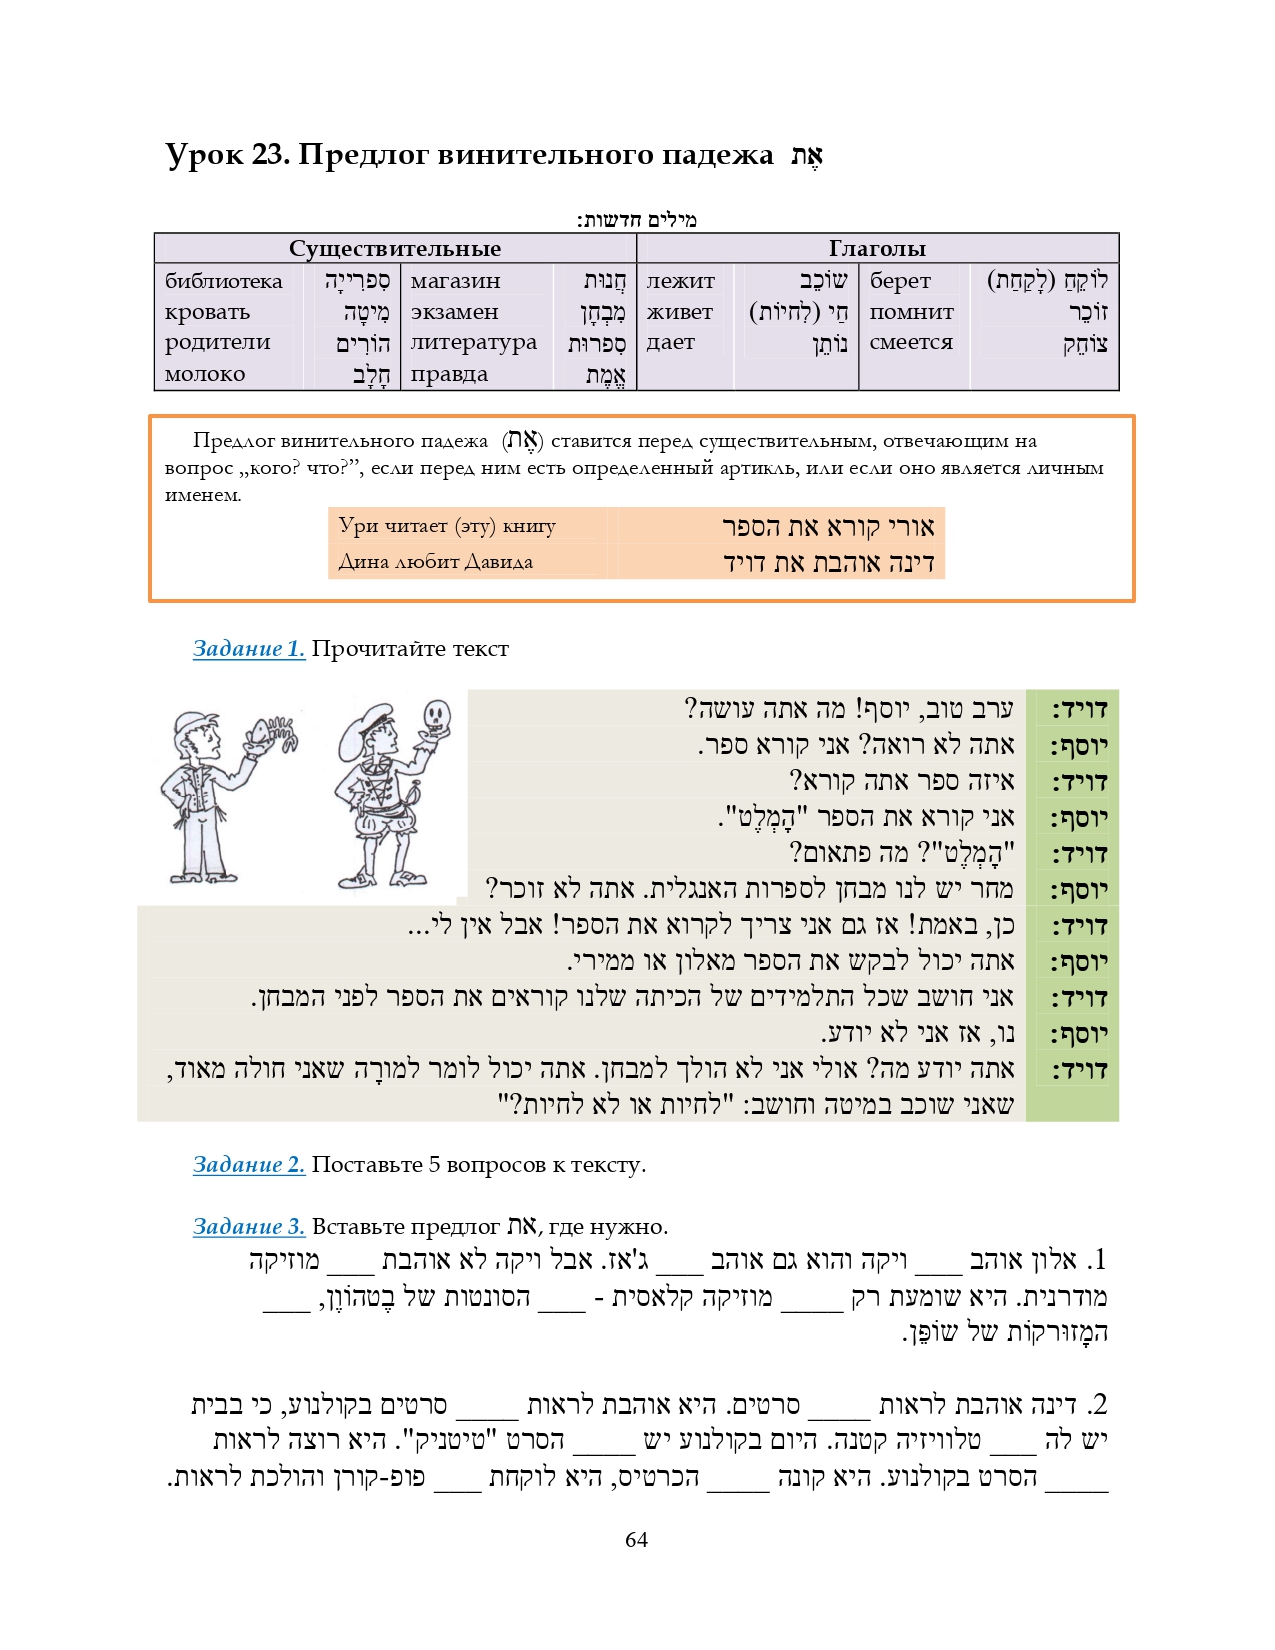 Урок 23. Предлог винительного падежа אֶת
מילים חדשות:
Существительные Глаголы
библиотека סִפרִייָה магазин חֲנוּת лежит שוֹכֵב берет לוֹקֵחַ (לָקַחַת)
кровать מִיטָה экзамен מִבְחָן живет חַי (לִחיוֹת) помнит זוֹכֵר
родители הוֹרִים литература סִפרוּת дает נוֹתֵן смеется צוֹחֵק
молоко חָלָב правда אֱמֶת
Предлог винительного падежа (אֶת) ставится перед существительным, отвечающим на
вопрос „кого? что?”, если перед ним есть определенный артикль, или если оно является личным
именем.
Ури читает (эту) книгу אורי קורא את הספר
Дина любит Давида דינה אוהבת את דויד
Задание 1. Прочитайте текст
דויד: ערב טוב, יוסף! מה אתה עושה?
יוסף: אתה לא רואה? אני קורא ספר.
דויד: איזה ספר אתה קורא?
יוסף: אני קורא את הספר "הָמְלֶט".
דויד: "הָמְלֶט"? מה פתאום?
יוסף: מחר יש לנו מבחן לספרות האנגלית. אתה לא זוכר?
דויד: כן, באמת! אז גם אני צריך לקרוא את הספר! אבל אין לי...
יוסף: אתה יכול לבקש את הספר מאלון או ממירי.
דויד: אני חושב שכל התלמידים של הכיתה שלנו קוראים את הספר לפני המבחן.
יוסף: נו, אז אני לא יודע.
דויד: אתה יודע מה? אולי אני לא הולך למבחן. אתה יכול לומר למורָה שאני חולה מאוד,
שאני שוכב במיטה וחושב: "לחיות או לא לחיות?"
Задание 2. Поставьте 5 вопросов к тексту.
Задание 3. Вставьте предлог את, где нужно.
1. אלון אוהב ___ ויקה והוא גם אוהב ___ ג'אז. אבל ויקה לא אוהבת ___ מוזיקה
מודרנית. היא שומעת רק ____ מוזיקה קלאסית - ___ הסונטות של בֶטהוֹוֶן, ___
המָזוּרקוֹת של שוֹפֵּן.
2. דינה אוהבת לראות ____ סרטים. היא אוהבת לראות ____ סרטים בקולנוע, כי בבית
יש לה ___ טלוויזיה קטנה. היום בקולנוע יש ____ הסרט "טיטניק". היא רוצה לראות
____ הסרט בקולנוע. היא קונה ____ הכרטיס, היא לוקחת ___ פופ-קורן והולכת לראות.
64